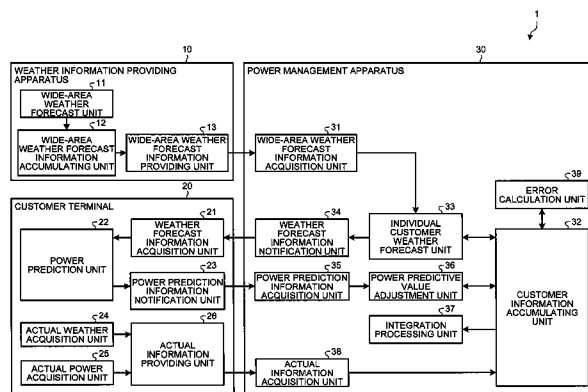 1
10
WEATHER INFORMATION PROVIDING
APPARATUS
11
WIDE-AREA
WEATHER
FORECAST UNIT
12
WIDE-AREA
WEATHER FORECAST
INFORMATION
ACCUMULATING UNIT
13
WIDE-AREA WEATHER
FORECAST
INFORMATION
PROVIDING UNIT
30
POWER MANAGEMENT APPARATUS
31
WIDE-AREA WEATHER
FORECAST
INFORMATION
ACQUISITION UNIT
39
ERROR
CALCULATION UNIT
20
CUSTOMER TERMINAL
22
POWER
PREDICTION UNIT
21
WEATHER
FORECAST
INFORMATION
ACQUISITION UNIT
34
WEATHER
FORECAST
INFORMATION
NOTIFICATION UNIT
33
INDIVIDUAL
CUSTOMER
WEATHER
FORECAST UNIT
32
CUSTOMER
INFORMATION
ACCUMULATING
UNIT
23
POWER PREDICTION
INFORMATION
NOTIFICATION UNIT
35
POWER PREDICTION
INFORMATION
ACQUISITION UNIT
36
POWER PREDICTIVE
VALUE
ADJUSTMENT UNIT
37
INTEGRATION
PROCESSING UNIT
24
ACTUAL WEATHER
ACQUISITION UNIT
25
ACTUAL POWER
ACQUISITION UNIT
26
ACTUAL
INFORMATION
PROVIDING UNIT
38
ACTUAL
INFORMATION
ACQUISITION UNIT